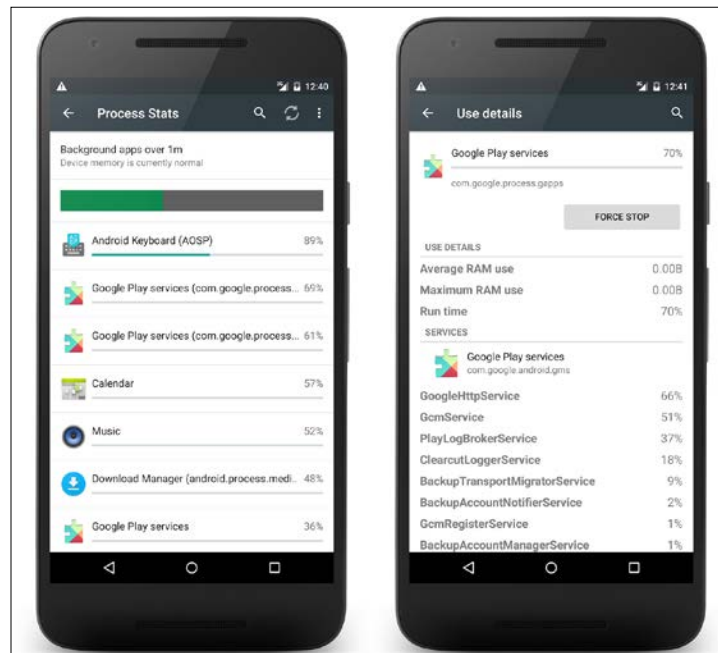 12:40
Process Stats
Background apps over 1m
Device memory is currently normal
Android Keyboard (AOSP) 89%
Google Play services (com.google.process... 69%
Google Play services (com.google.process... 61%
Calendar 57%
Music 52%
Download Manager (android.process.medi.. 48%
Google Play services 36%
12:41
Use details
Google Play services 70%
com.google.process.gapps
FORCE STOP
USE DETAILS
Average RAM use 0.00B
Maximum RAM use 0.00B
Run time 70%
SERVICES
Google Play services
com.google.android.gms
GoogleHttpService 66%
GcmService 51%
PlayLogBrokerService 37%
ClearcutLoggerService 18%
BackupTransportMigratorService 9%
BackupAccountNotifierService 2%
GcmRegisterService 1%
BackupAccountManagerService 1%